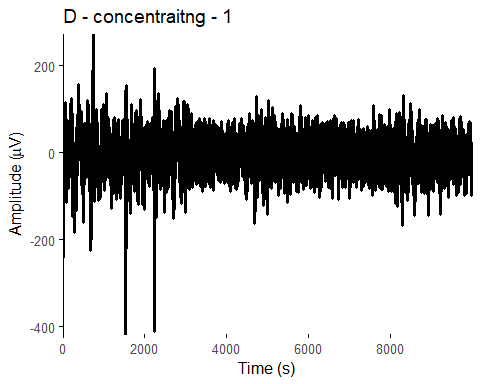 D - concentraitng - 1
Amplitude (µV)
200
0
-200
-400
0 2000 4000 6000 8000
Time (s)